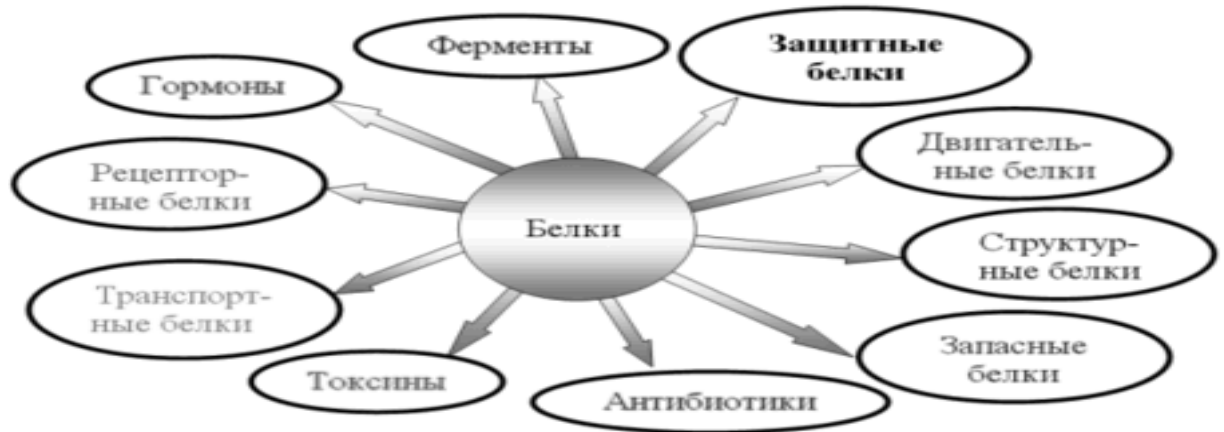 Ферменты
Защитные
белки
Гормоны
Двигатель-
ные белки
Рецептор-
ные белки
Белки
Структур-
ные белки
Транспорт-
ные белки
Запасные
белки
Токсины
Антибиотики